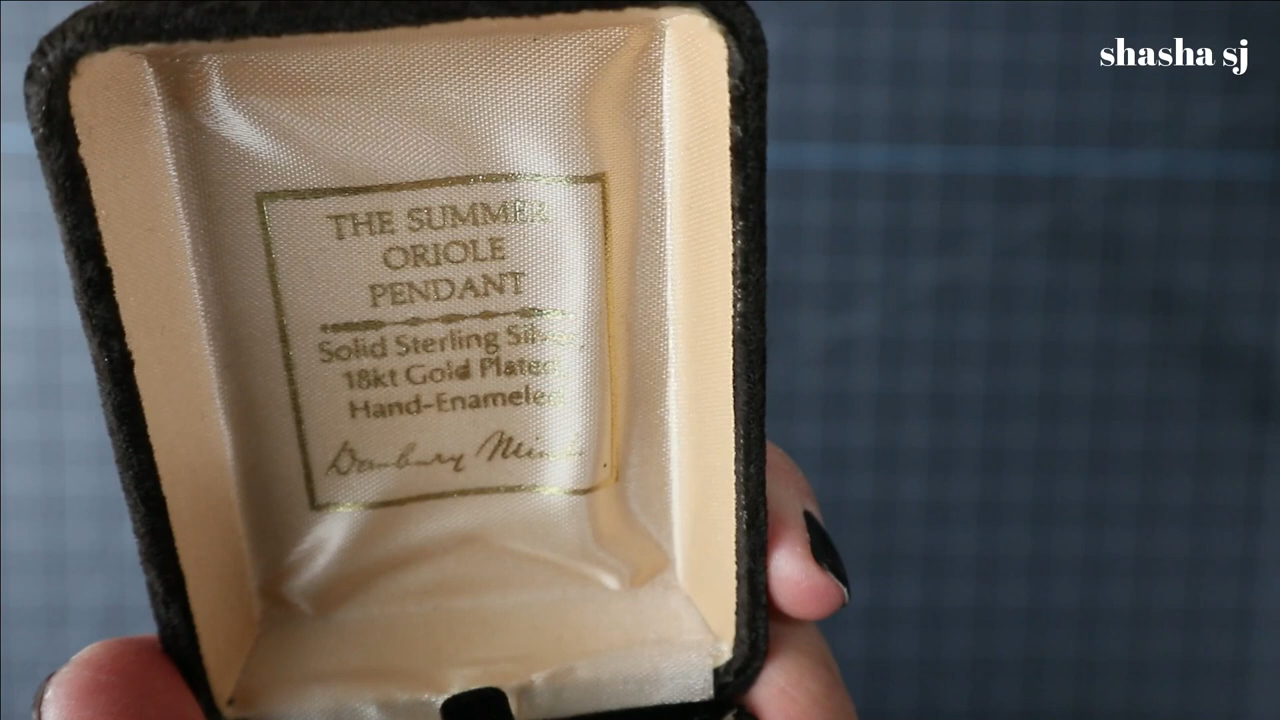 shasha sj
THE SUMMER
ORIOLE
PENDANT
Solid Sterling Silver
18kt Gold Plated
Hand-Enameled
Danbury Mint